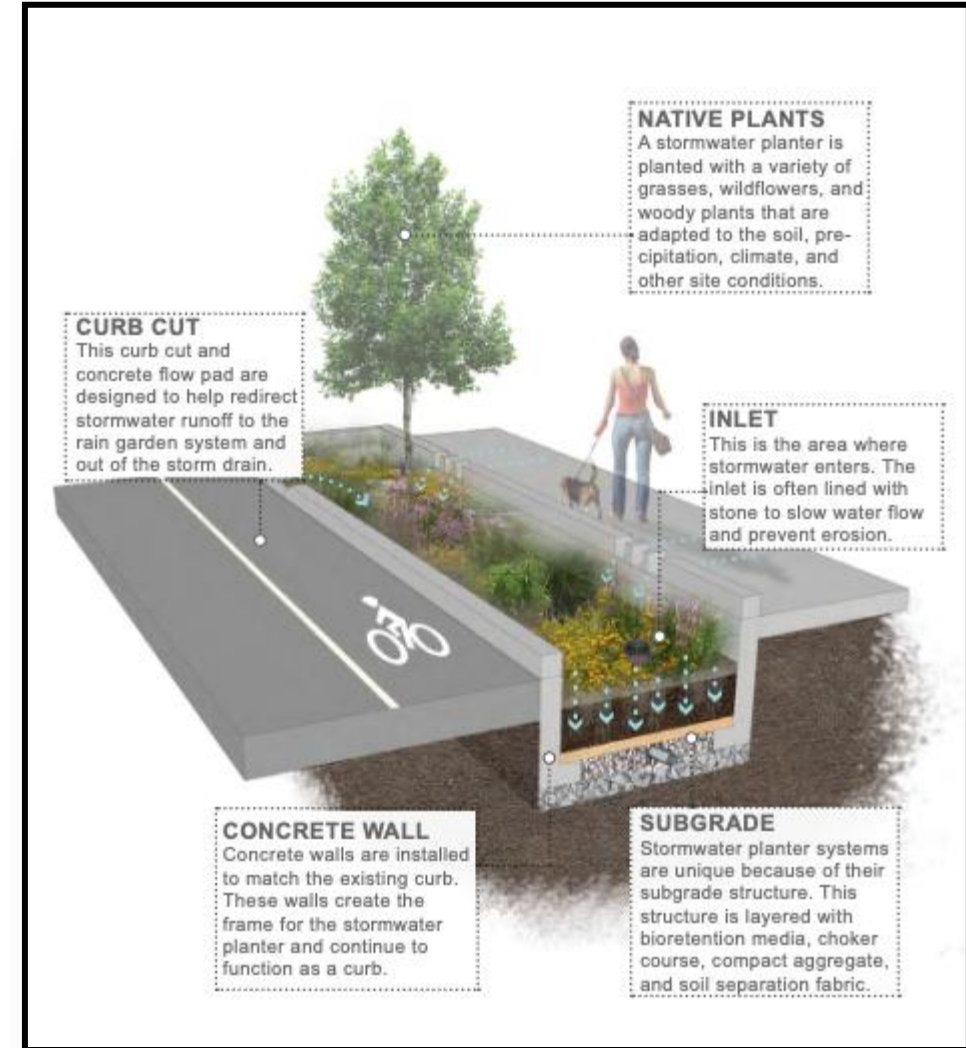 NATIVE PLANTS
A stormwater planter is
planted with a variety of
grasses, wildflowers, and
woody plants that are
adapted to the soil, pre-
cipitation, climate, and
other site conditions.
CURB CUT
This curb cut and
concrete flow pad are
designed to help redirect
stormwater runoff to the
rain garden system and
out of the storm drain.
INLET
This is the area where
stormwater enters. The
inlet is often lined with
stone to slow water flow
and prevent erosion.
CONCRETE WALL
Concrete walls are installed
to match the existing curb.
These walls create the
frame for the stormwater
planter and continue to
function as a curb.
SUBGRADE
Stormwater planter systems
are unique because of their
subgrade structure. This
structure is layered with
bioretention media, choker
course, compact aggregate,
and soil separation fabric.